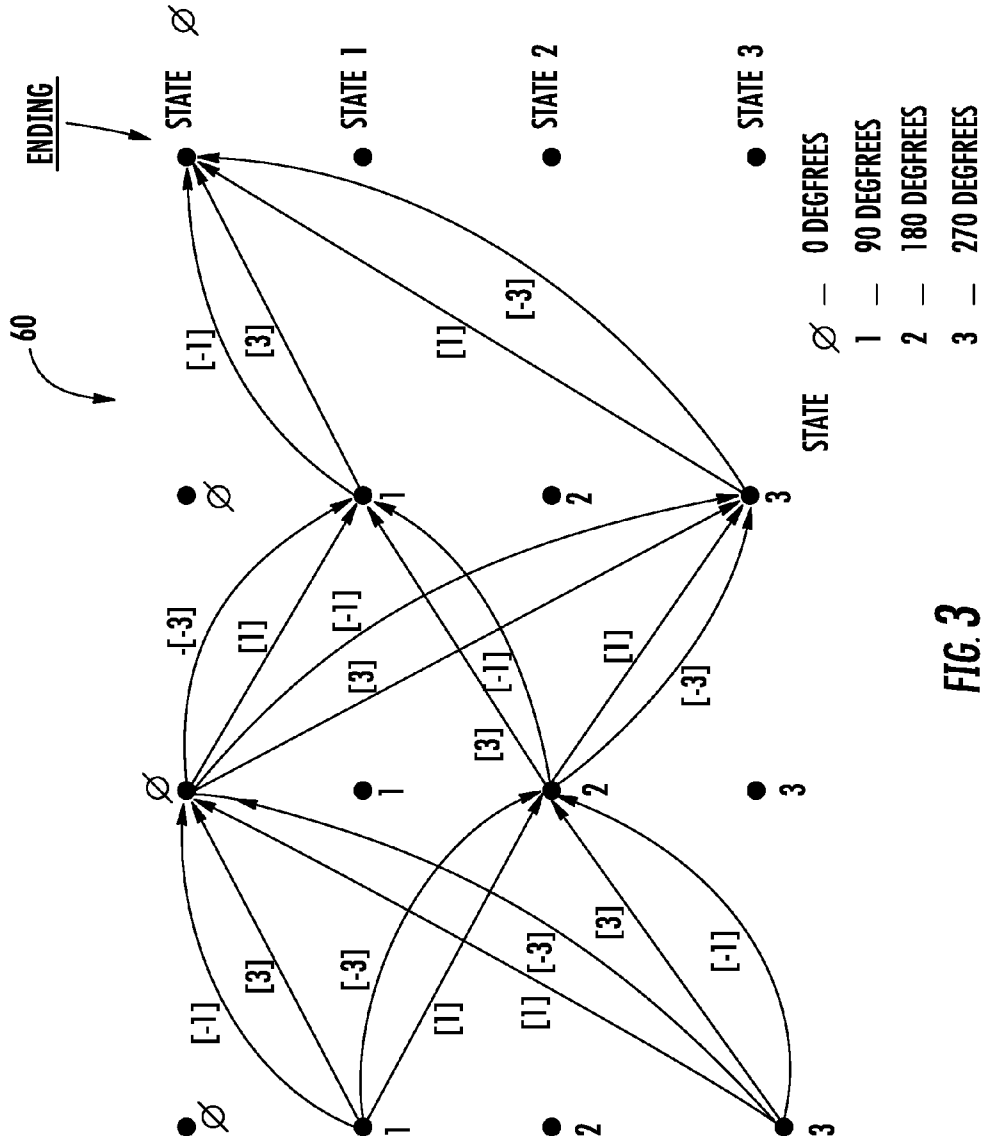 60
ENDING
Ø
-[-3]
STATE Ø
[-1]
[-1]
Ø
Ø
[1]
[3]
[3]
[-1]
[-3]
[3]
STATE 1
1
1
1
[1]
[1]
[3]
[-1]
[-3]
[1]
[-3]
STATE 2
2
2
2
[3]
[1]
[-3]
[-1]
STATE 3
3
3
3
STATE Ø — 0 DEGFREES
1 — 90 DEGFREES
2 — 180 DEGFREES
3 — 270 DEGFREES
FIG. 3